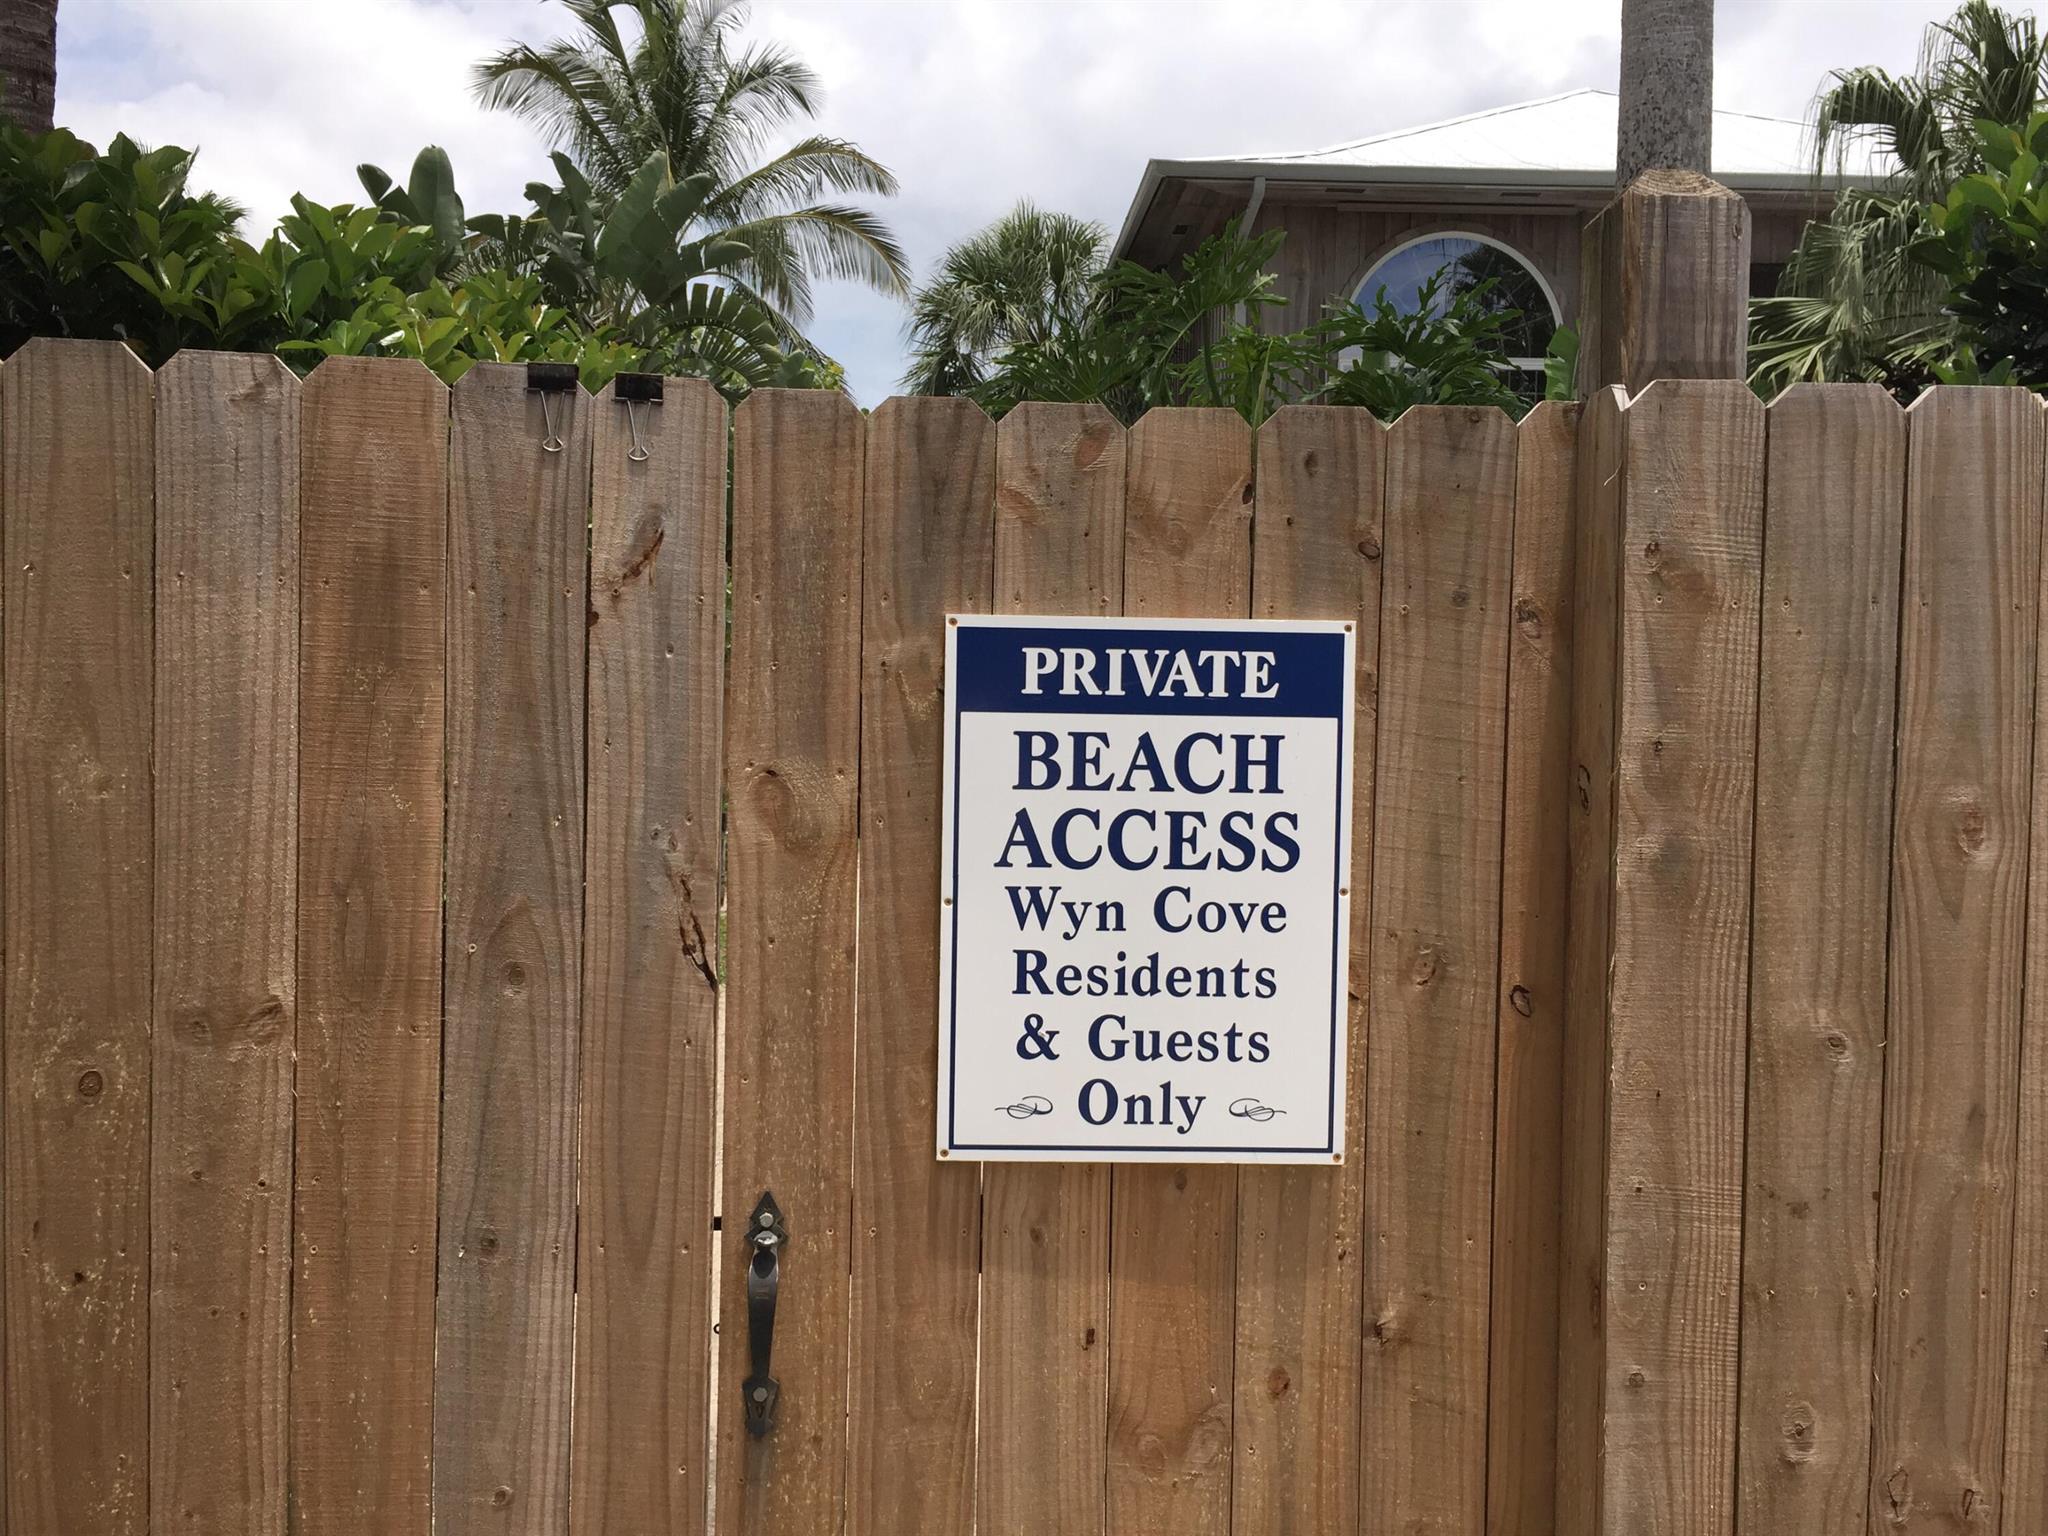 PRIVATE
BEACH
ACCESS
Wyn Cove
Residents
& Guests
Only